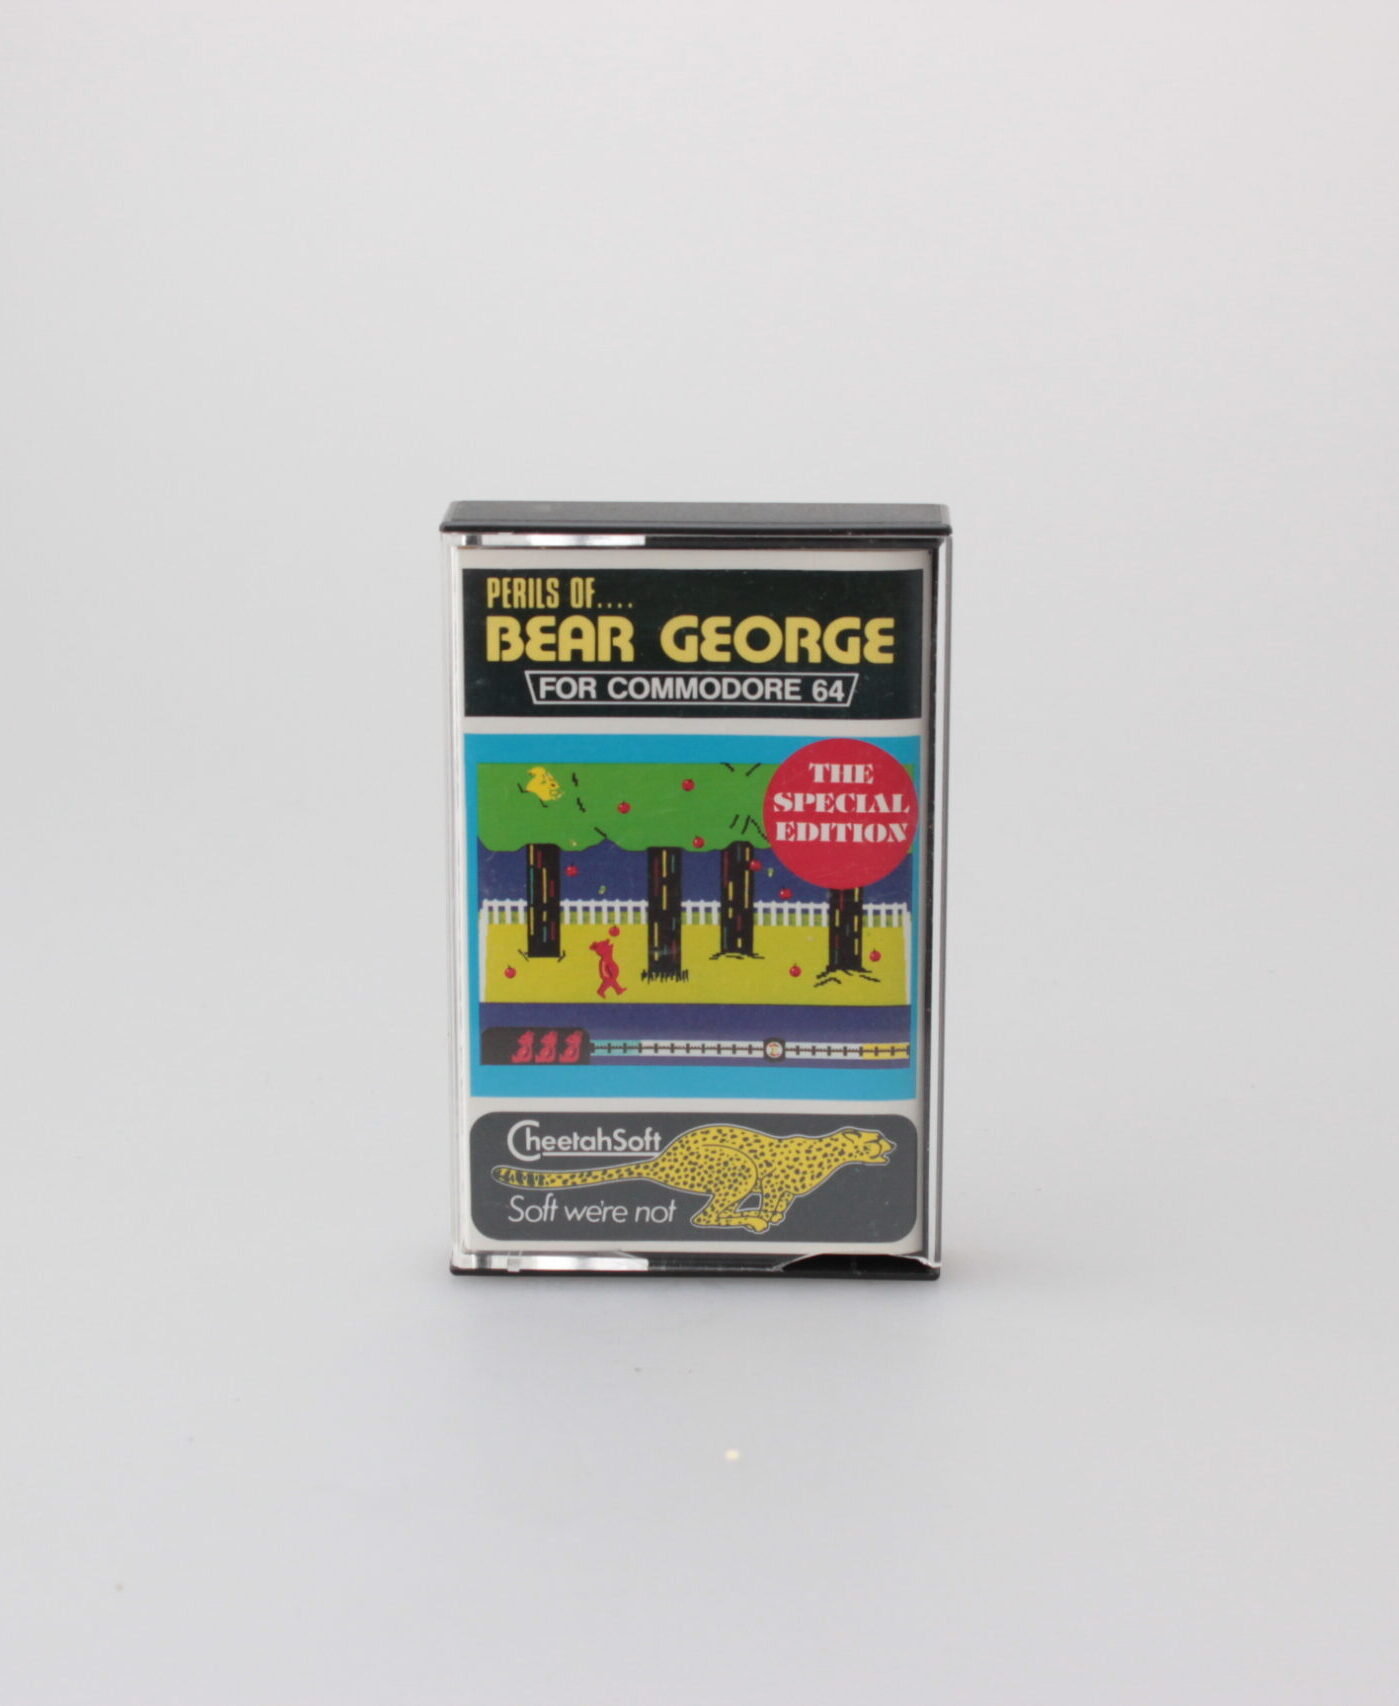 PERILS OF....
BEAR GEORGE
FOR COMMODORE 64
THE
SPECIAL
EDITION
CheetahSoft
Soft we're not